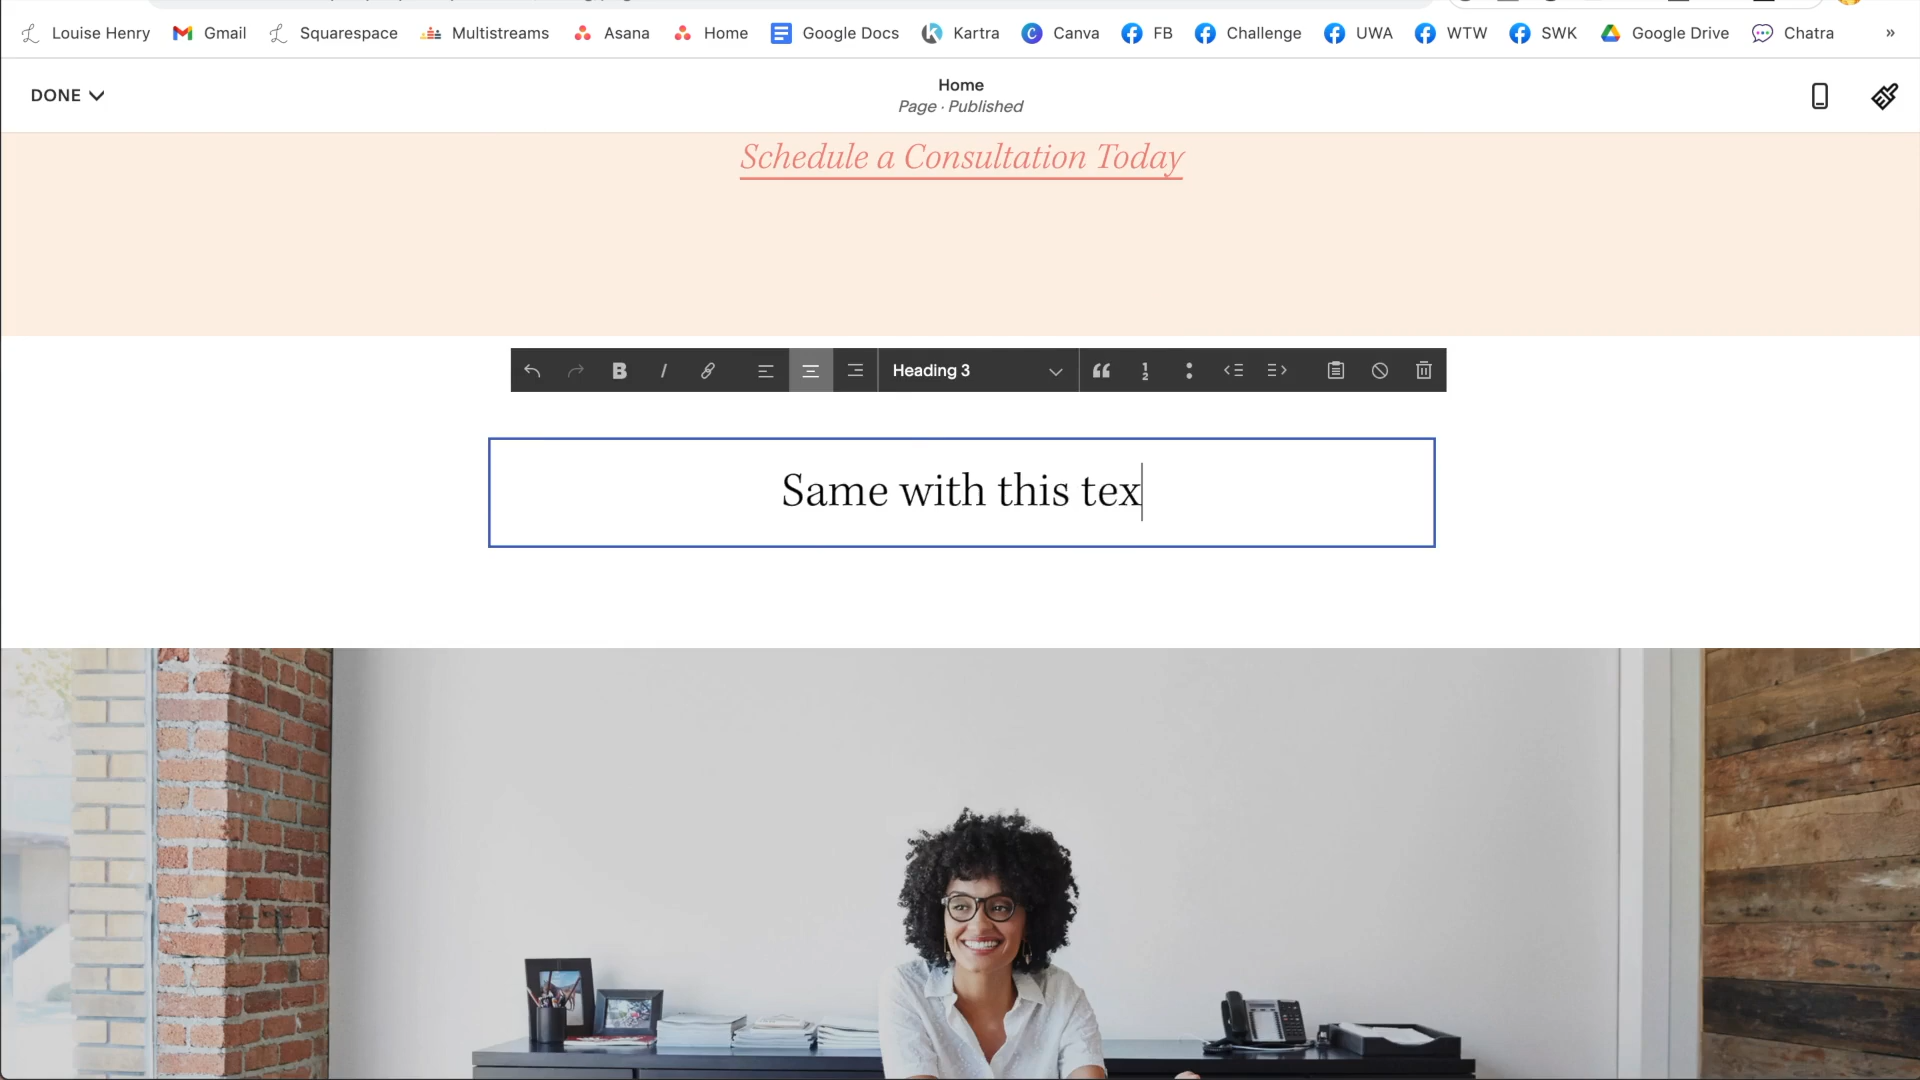 Louise Henry Gmail Squarespace Multistreams Asana Home Google Docs Kartra Canva FB Challenge UWA WTW SWK Google Drive Chatra »
DONE
Home
Page · Published
Schedule a Consultation Today
B I Heading 3
Same with this tex